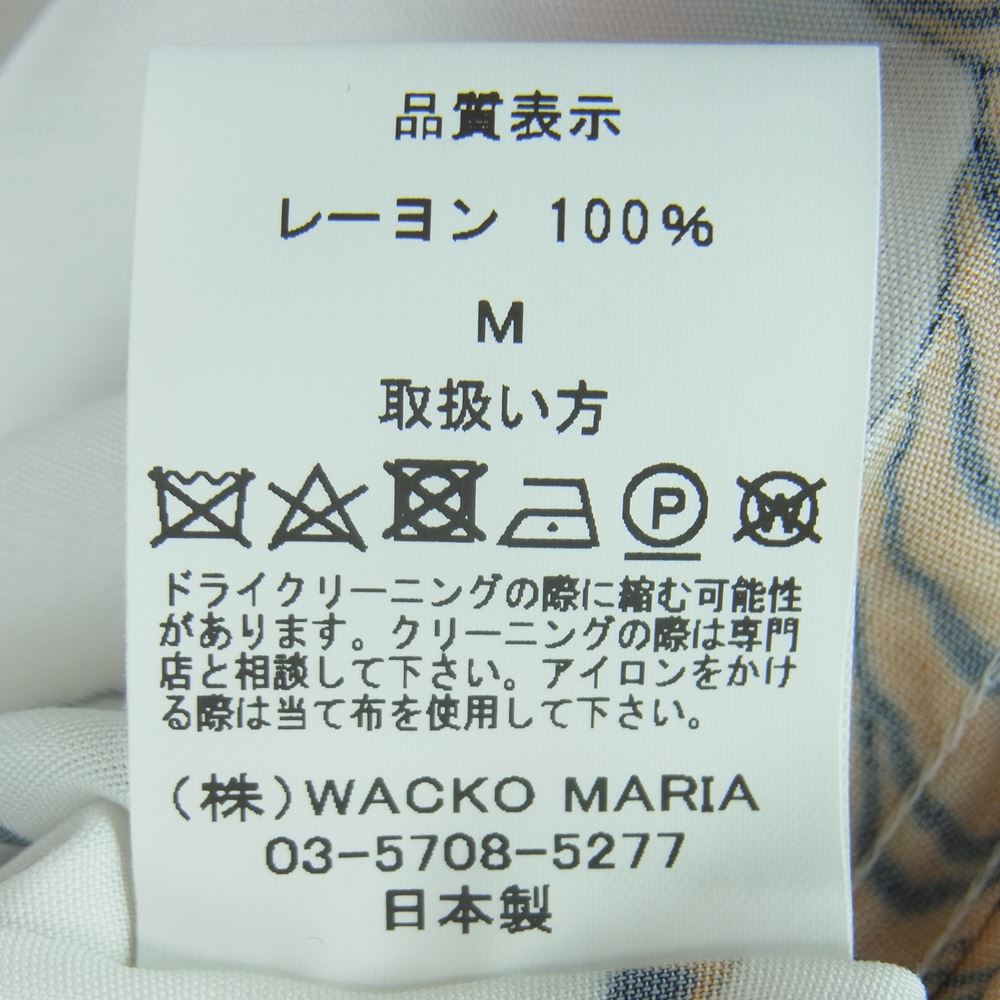 品質表示
レーヨン 100%
M
取扱い方
P
W
ドライクリーニングの際に縮む可能性
があります。クリーニングの際は専門
店と相談して下さい。アイロンをかけ
る際は当て布を使用して下さい。
(株)WACKO MARIA
03-5708-5277
日本製